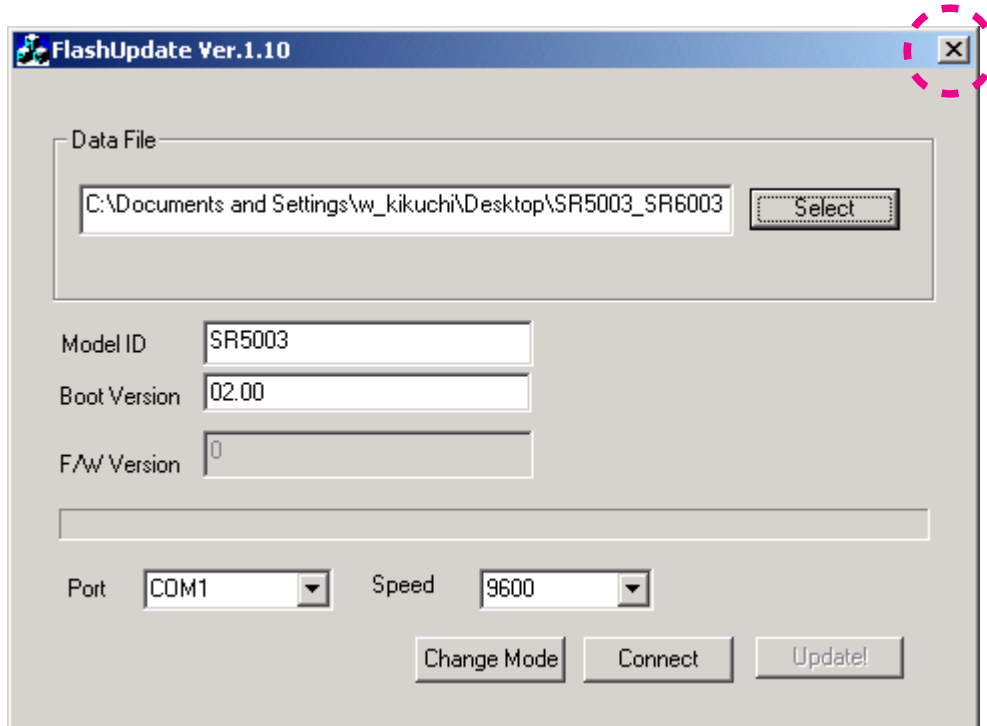 FlashUpdate Ver.1.10
Data File
C:\Documents and Settings\w_kikuchi\Desktop\SR5003_SR6003
Select
Model ID
SR5003
Boot Version
02.00
F/W Version
0
Port
COM1
Speed
9600
Change Mode
Connect
Update!